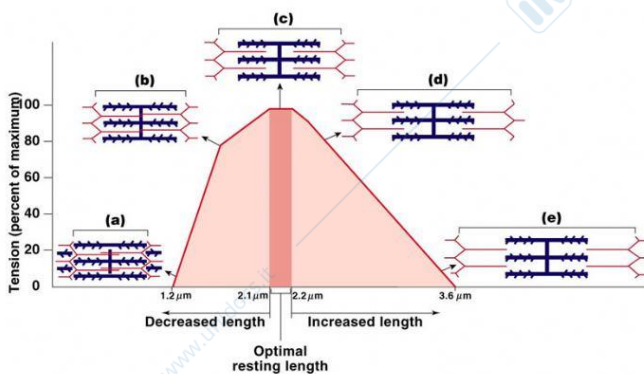 (c)
(b)
(d)
Tension (percent of maximum)
100
80
60
40
20
0
(a)
(e)
1.2 µm
2.1 µm
2.2 µm
3.6 µm
Decreased length
Increased length
Optimal
resting length